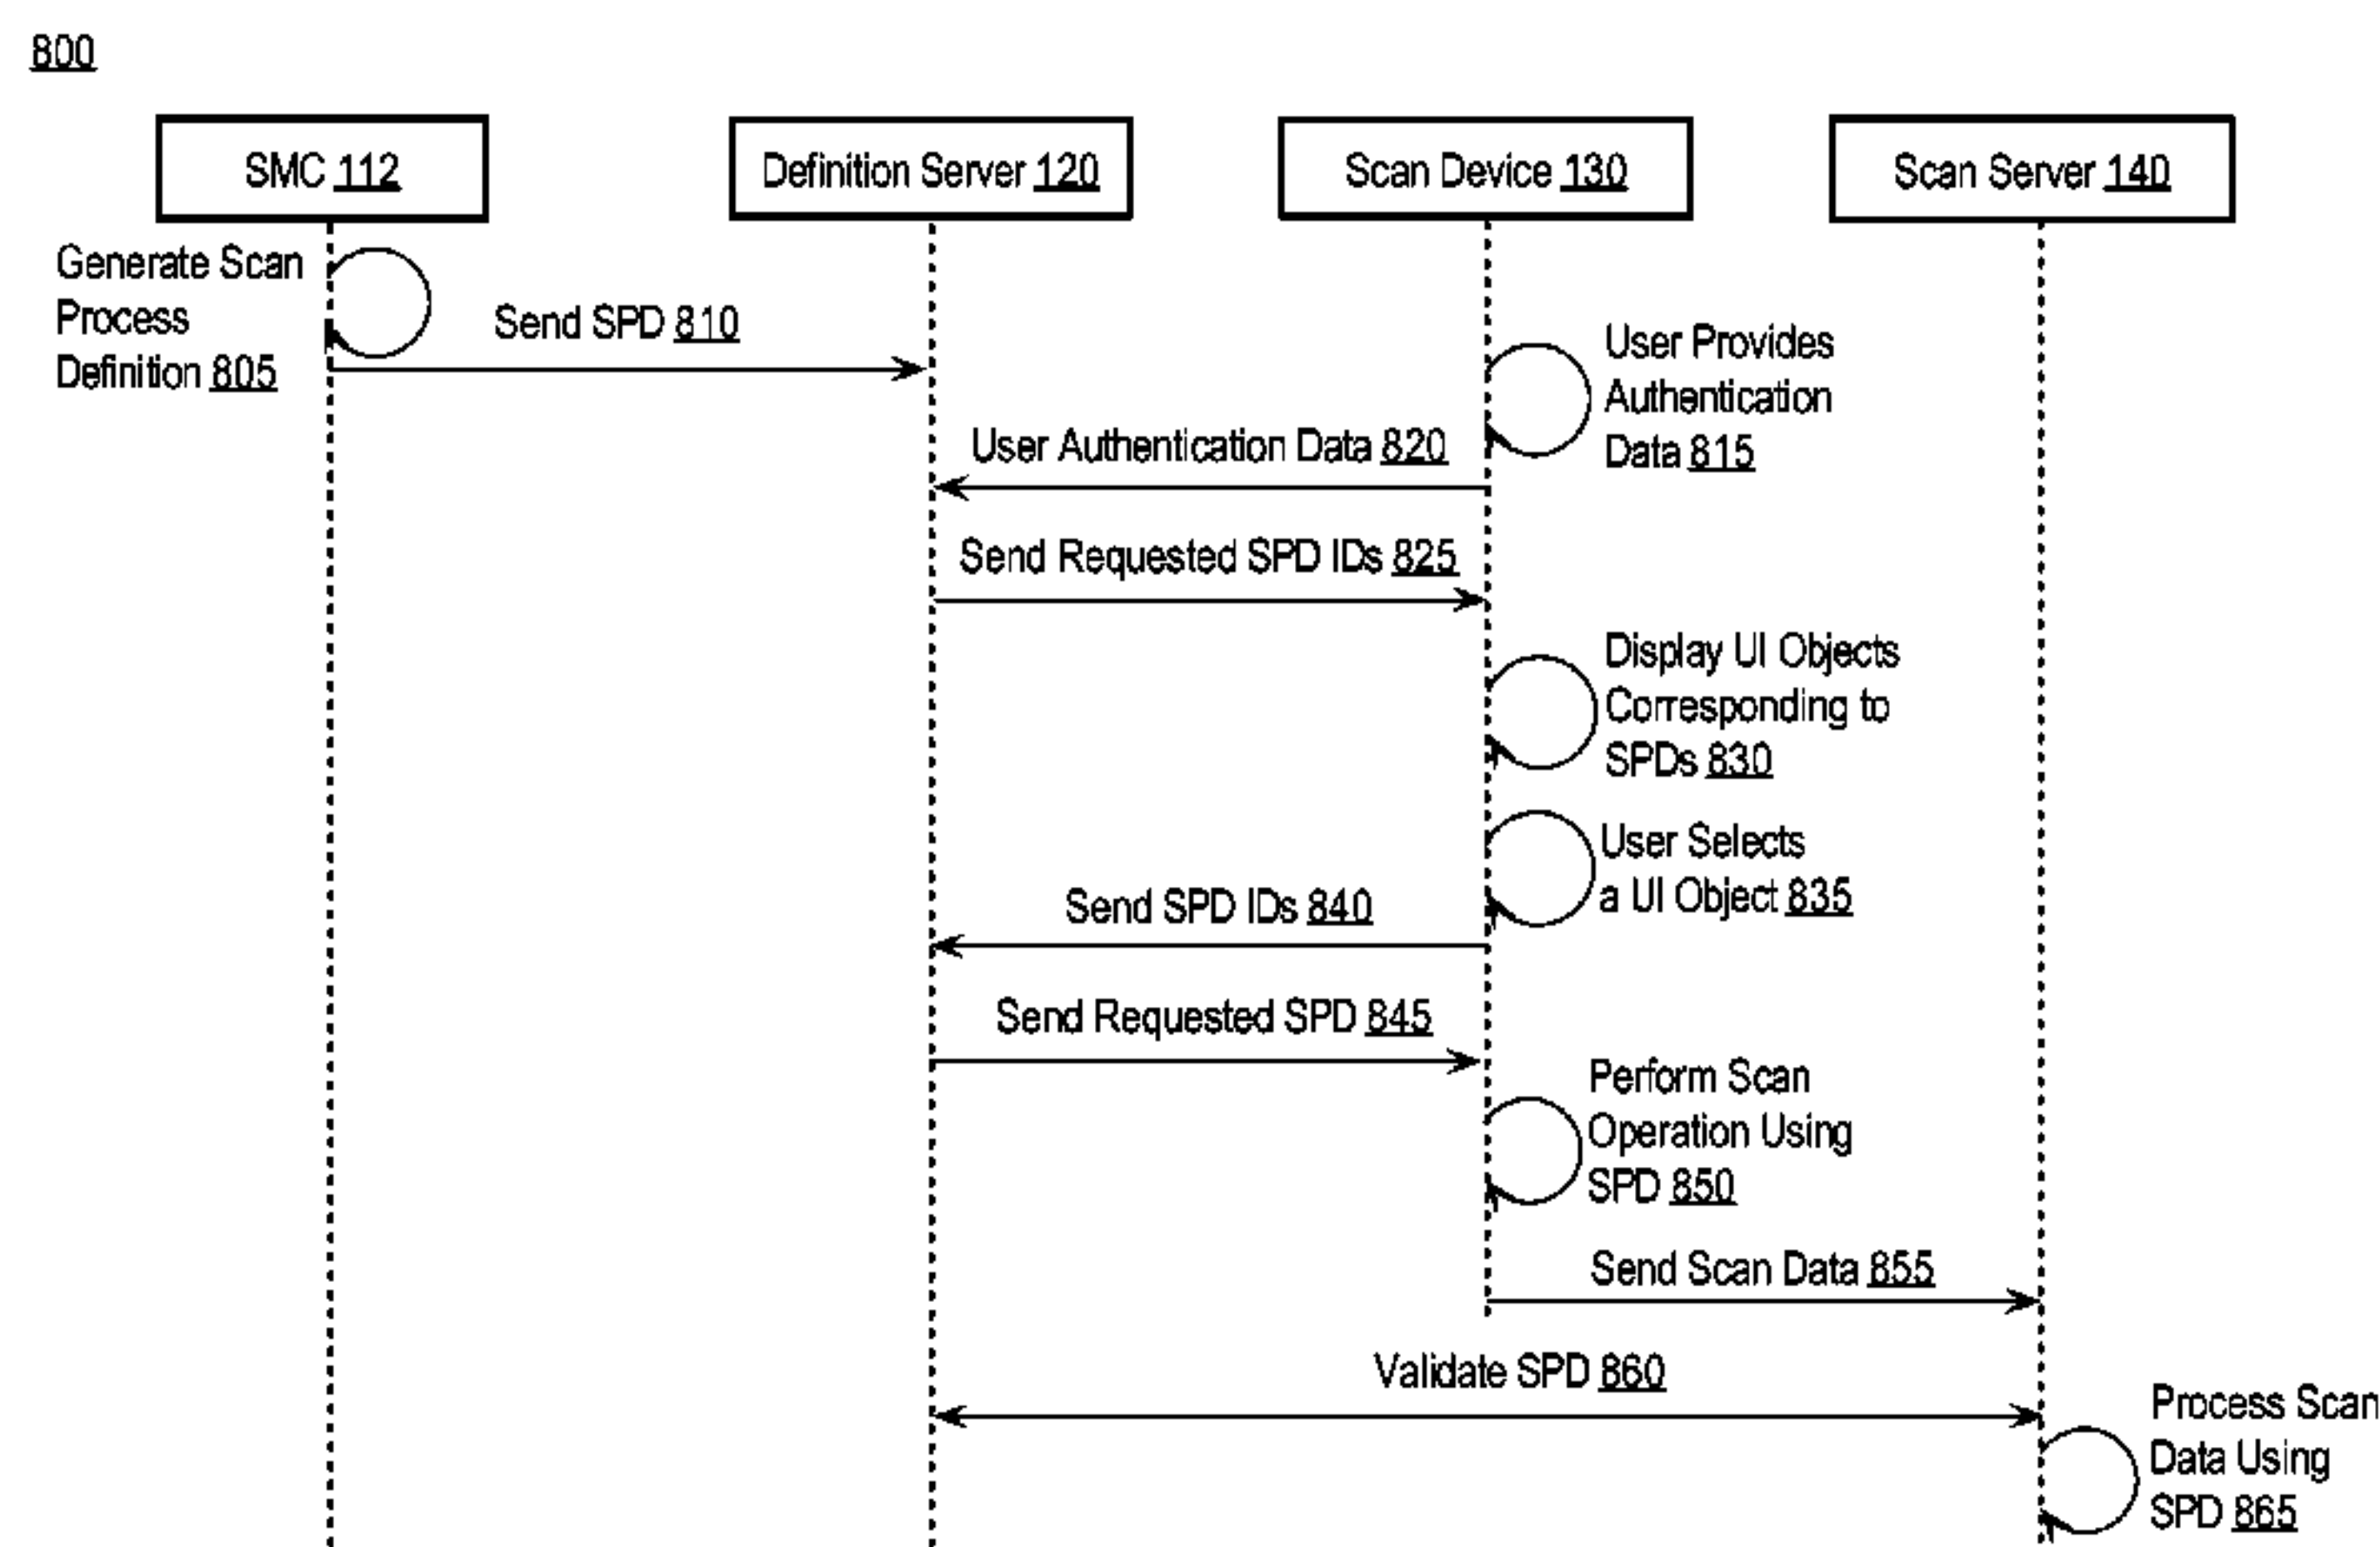 800
SMC 112
Definition Server 120
Scan Device 130
Scan Server 140
Generate Scan
Process
Definition 805
Send SPD 810
User Provides
Authentication
Data 815
User Authentication Data 820
Send Requested SPD IDs 825
Display UI Objects
Corresponding to
SPDs 830
User Selects
a UI Object 835
Send SPD IDs 840
Send Requested SPD 845
Perform Scan
Operation Using
SPD 850
Send Scan Data 855
Validate SPD 860
Process Scan
Data Using
SPD 865